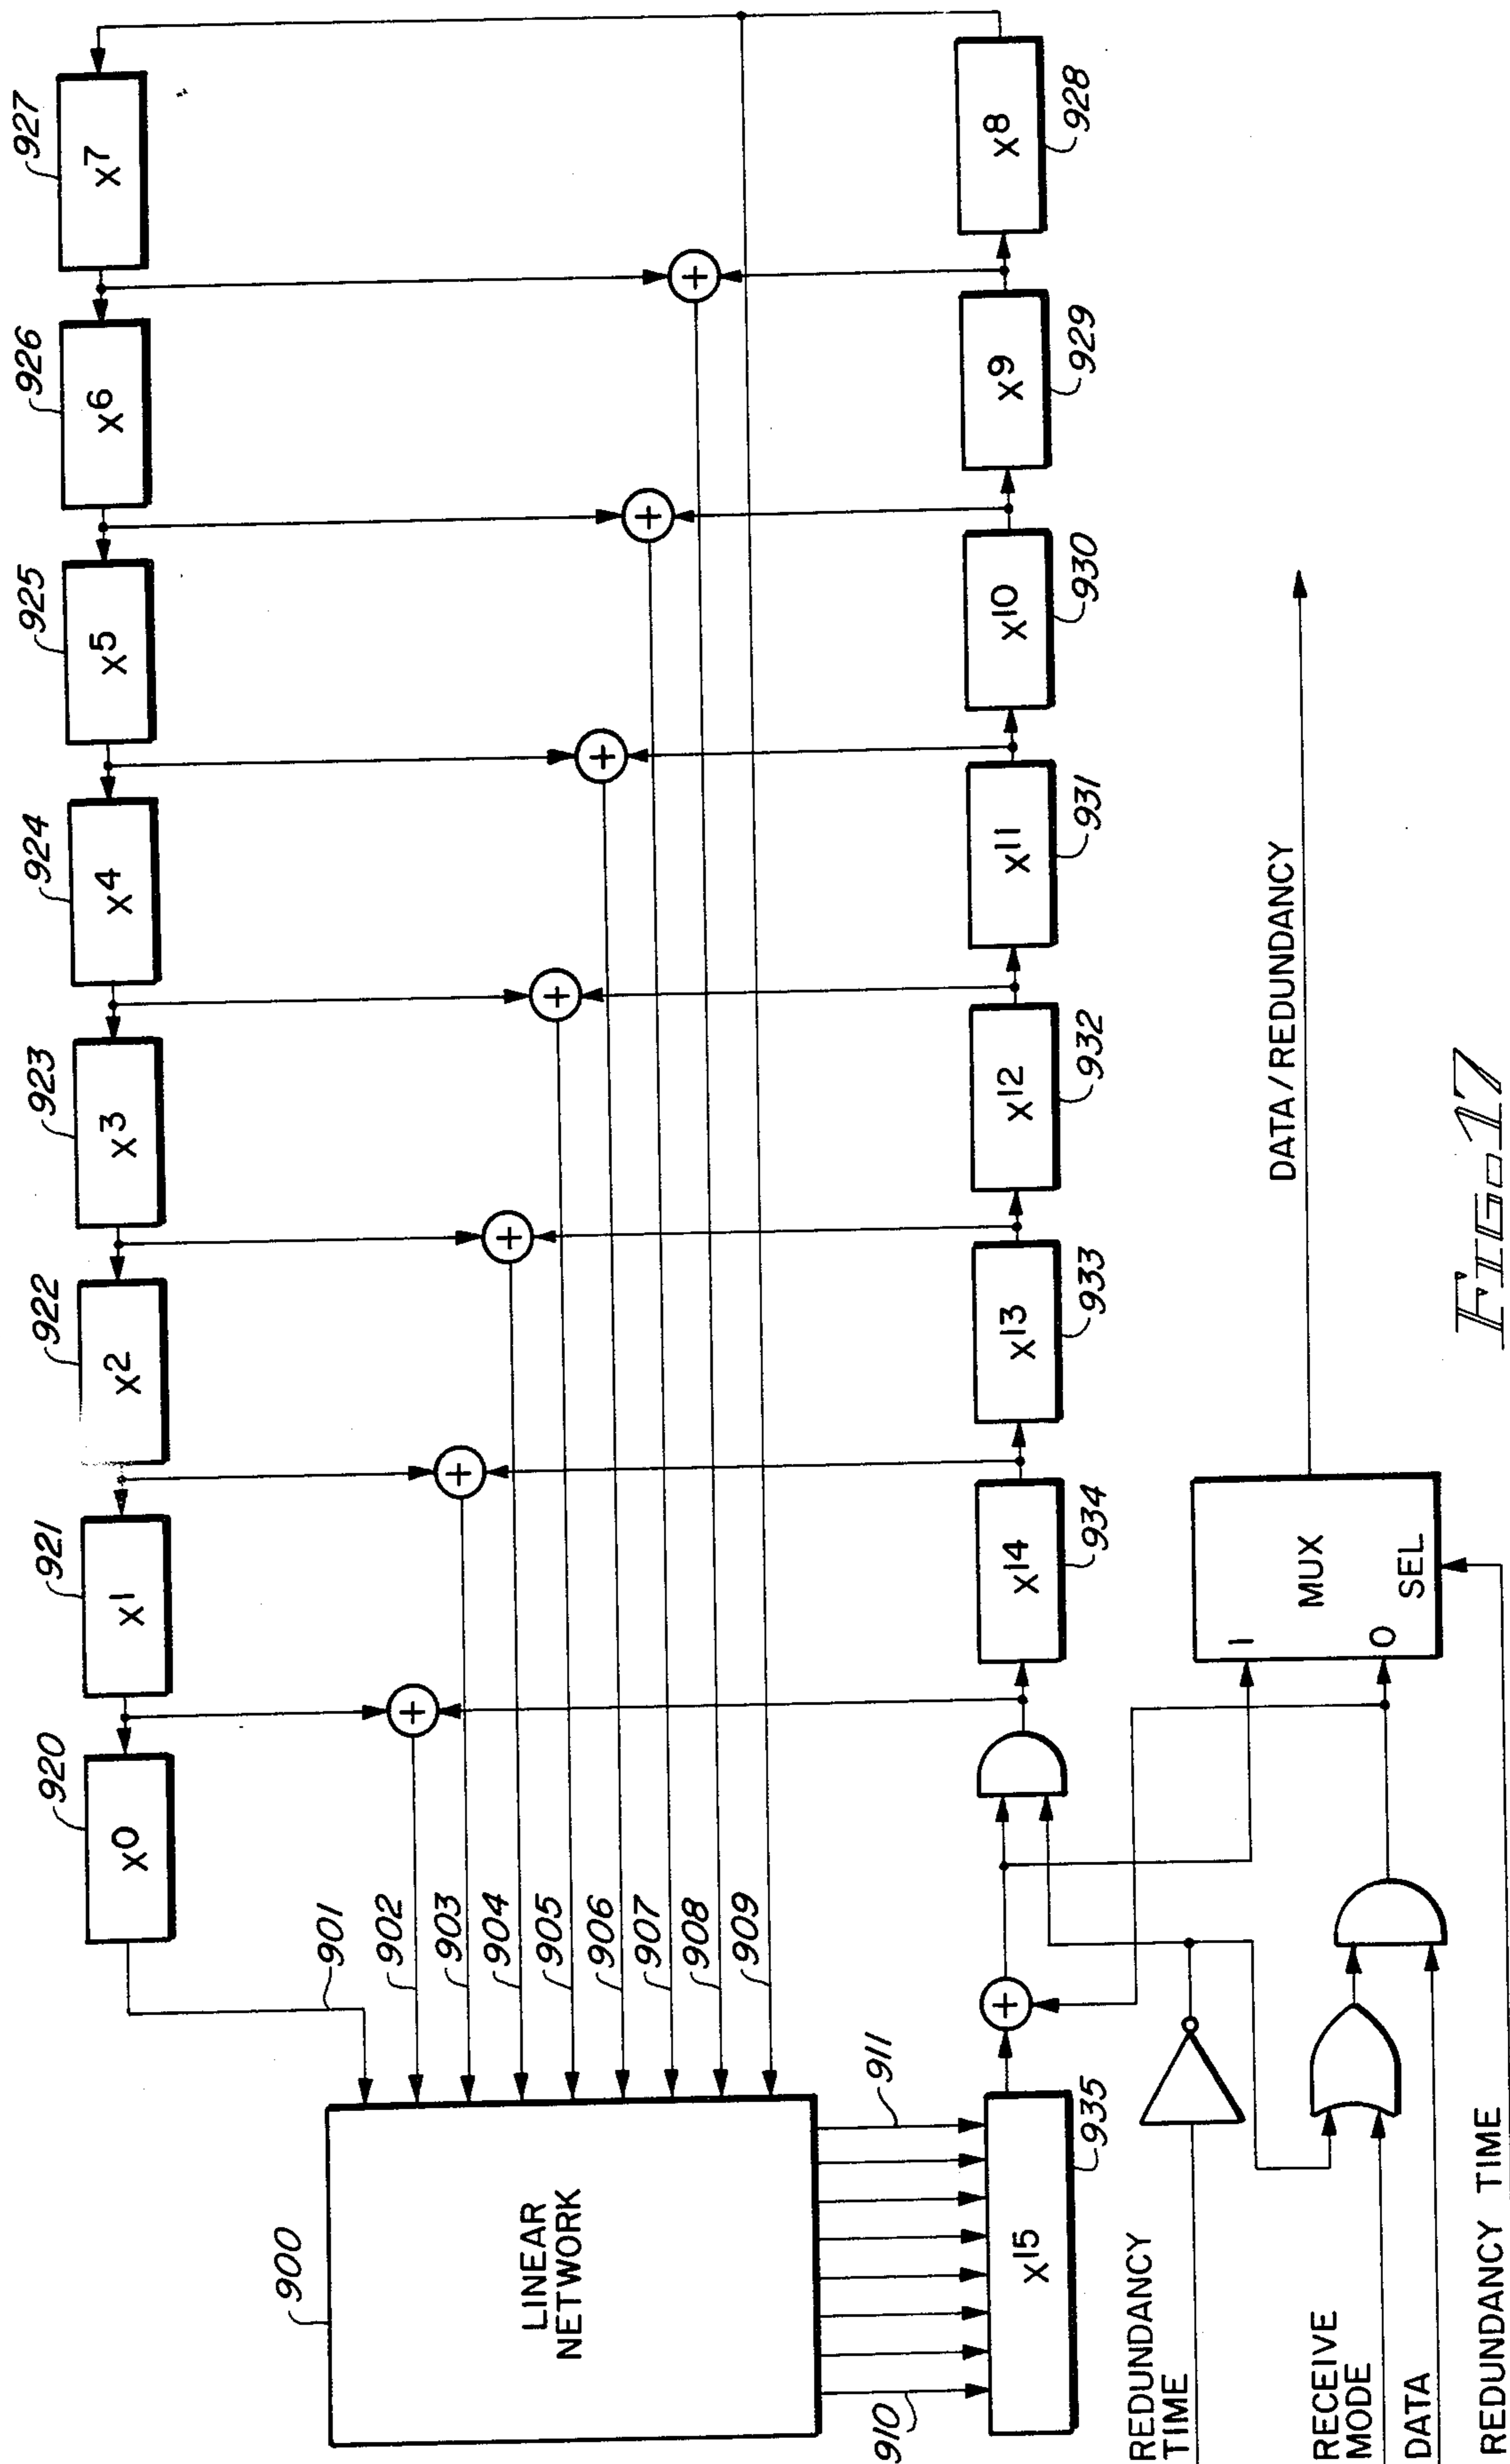 927
926
925
924
923
922
921
920
X⁷
X⁶
X⁵
X⁴
X³
X²
X¹
X⁰
901
902
903
904
905
906
907
908
909
900
LINEAR
NETWORK
910
911
X¹⁵
935
X¹⁴
934
X¹³
933
X¹²
932
X¹¹
931
X¹⁰
930
X⁹
929
X⁸
928
REDUNDANCY
TIME
RECEIVE
MODE
DATA
REDUNDANCY TIME
1
0
MUX
SEL
DATA/REDUNDANCY
FIG. 17